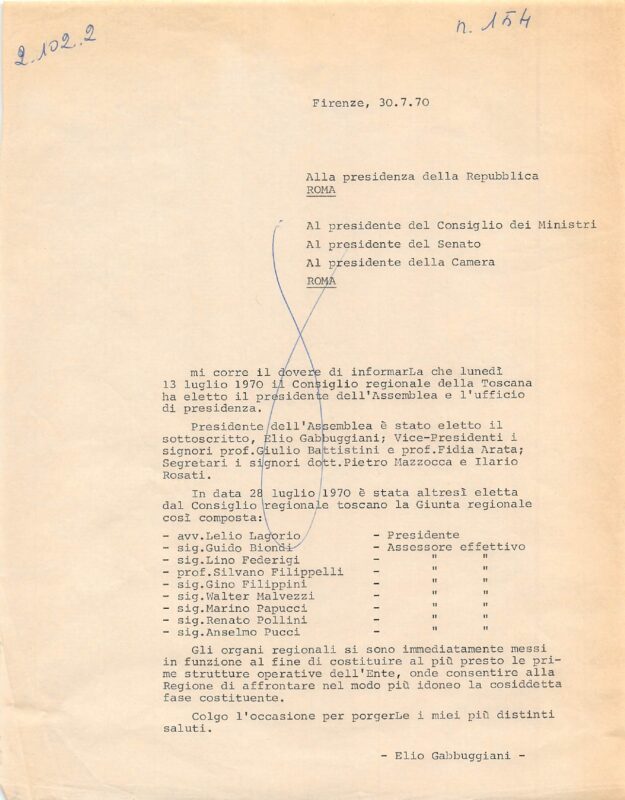 2.102.2
n. 154
Firenze, 30.7.70
Alla presidenza della Repubblica
ROMA
Al presidente del Consiglio dei Ministri
Al presidente del Senato
Al presidente della Camera
ROMA
mi corre il dovere di informarLa che lunedì
13 luglio 1970 il Consiglio regionale della Toscana
ha eletto il presidente dell'Assemblea e l'ufficio
di presidenza.
Presidente dell'Assemblea è stato eletto il
sottoscritto, Elio Gabbuggiani; Vice-Presidenti i
signori prof.Giulio Battistini e prof.Fidia Arata;
Segretari i signori dott.Pietro Mazzocca e Ilario
Rosati.
In data 28 luglio 1970 è stata altresì eletta
dal Consiglio regionale toscano la Giunta regionale
così composta:
- avv.Lelio Lagorio - Presidente
- sig.Guido Biondi - Assessore effettivo
- sig.Lino Federigi - " "
- prof.Silvano Filippelli - " "
- sig.Gino Filippini - " "
- sig.Walter Malvezzi - " "
- sig.Marino Papucci - " "
- sig.Renato Pollini - " "
- sig.Anselmo Pucci - " "
Gli organi regionali si sono immediatamente messi
in funzione al fine di costituire al più presto le pri-
me strutture operative dell'Ente, onde consentire alla
Regione di affrontare nel modo più idoneo la cosiddetta
fase costituente.
Colgo l'occasione per porgerLe i miei più distinti
saluti.
- Elio Gabbuggiani -